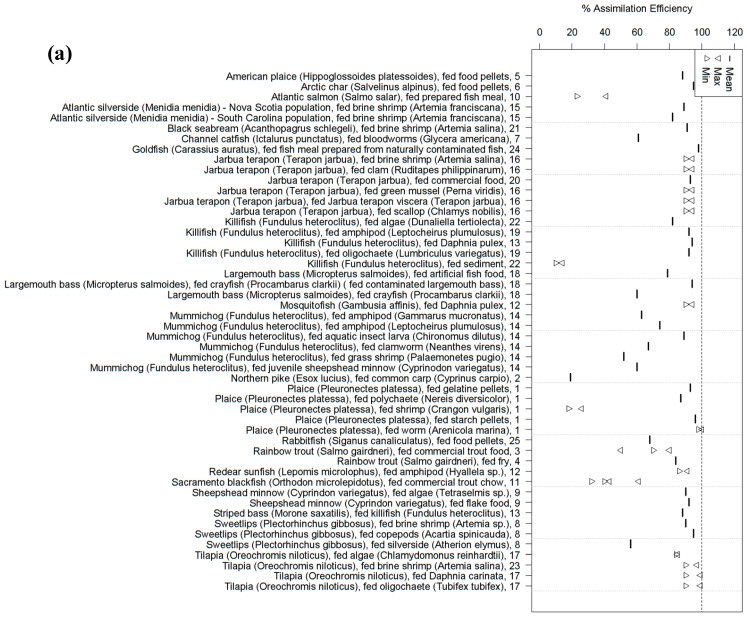 % Assimilation Efficiency
0 20 40 60 80 100 120
(a)
Mean
Max
Min
American plaice (Hippoglossoides platessoides), fed food pellets, 5
Arctic char (Salvelinus alpinus), fed food pellets, 6
Atlantic salmon (Salmo salar), fed prepared fish meal, 10
Atlantic silverside (Menidia menidia) - Nova Scotia population, fed brine shrimp (Artemia franciscana), 15
Atlantic silverside (Menidia menidia) - South Carolina population, fed brine shrimp (Artemia franciscana), 15
Black seabream (Acanthopagrus schlegeli), fed brine shrimp (Artemia salina), 21
Channel catfish (Ictalurus punctatus), fed bloodworms (Glycera americana), 7
Goldfish (Carassius auratus), fed fish meal prepared from naturally contaminated fish, 24
Jarbua terapon (Terapon jarbua), fed brine shrimp (Artemia salina), 16
Jarbua terapon (Terapon jarbua), fed clam (Ruditapes philippinarum), 16
Jarbua terapon (Terapon jarbua), fed commercial food, 20
Jarbua terapon (Terapon jarbua), fed green mussel (Perna viridis), 16
Jarbua terapon (Terapon jarbua), fed Jarbua terapon viscera (Terapon jarbua), 16
Jarbua terapon (Terapon jarbua), fed scallop (Chlamys nobilis), 16
Killifish (Fundulus heteroclitus), fed algae (Dunaliella tertiolecta), 22
Killifish (Fundulus heteroclitus), fed amphipod (Leptocheirus plumulosus), 19
Killifish (Fundulus heteroclitus), fed Daphnia pulex, 13
Killifish (Fundulus heteroclitus), fed oligochaete (Lumbriculus variegatus), 19
Killifish (Fundulus heteroclitus), fed sediment, 22
Largemouth bass (Micropterus salmoides), fed artificial fish food, 18
Largemouth bass (Micropterus salmoides), fed crayfish (Procambarus clarkii) ( fed contaminated largemouth bass), 18
Largemouth bass (Micropterus salmoides), fed crayfish (Procambarus clarkii), 18
Mosquitofish (Gambusia affinis), fed Daphnia pulex, 12
Mummichog (Fundulus heteroclitus), fed amphipod (Gammarus mucronatus), 14
Mummichog (Fundulus heteroclitus), fed amphipod (Leptocheirus plumulosus), 14
Mummichog (Fundulus heteroclitus), fed aquatic insect larva (Chironomus dilutus), 14
Mummichog (Fundulus heteroclitus), fed clamworm (Neanthes virens), 14
Mummichog (Fundulus heteroclitus), fed grass shrimp (Palaemonetes pugio), 14
Mummichog (Fundulus heteroclitus), fed juvenile sheepshead minnow (Cyprinodon variegatus), 14
Northern pike (Esox lucius), fed common carp (Cyprinus carpio), 2
Plaice (Pleuronectes platessa), fed gelatine pellets, 1
Plaice (Pleuronectes platessa), fed polychaete (Nereis diversicolor), 1
Plaice (Pleuronectes platessa), fed shrimp (Crangon vulgaris), 1
Plaice (Pleuronectes platessa), fed starch pellets, 1
Plaice (Pleuronectes platessa), fed worm (Arenicola marina), 1
Rabbitfish (Siganus canaliculatus), fed food pellets, 25
Rainbow trout (Salmo gairdneri), fed commercial trout food, 3
Rainbow trout (Salmo gairdneri), fed fry, 4
Redear sunfish (Lepomis microlophus), fed amphipod (Hyallela sp.), 12
Sacramento blackfish (Orthodon microlepidotus), fed commercial trout chow, 11
Sheepshead minnow (Cyprindon variegatus), fed algae (Tetraselmis sp.), 9
Sheepshead minnow (Cyprindon variegatus), fed flake food, 9
Striped bass (Morone saxatilis), fed killifish (Fundulus heteroclitus), 13
Sweetlips (Plectorhinchus gibbosus), fed brine shrimp (Artemia sp.), 8
Sweetlips (Plectorhinchus gibbosus), fed copepods (Acartia spinicauda), 8
Sweetlips (Plectorhinchus gibbosus), fed silverside (Atherion elymus), 8
Tilapia (Oreochromis niloticus), fed algae (Chlamydomonus reinhardtii), 17
Tilapia (Oreochromis niloticus), fed brine shrimp (Artemia salina), 23
Tilapia (Oreochromis niloticus), fed Daphnia carinata, 17
Tilapia (Oreochromis niloticus), fed oligochaete (Tubifex tubifex), 17